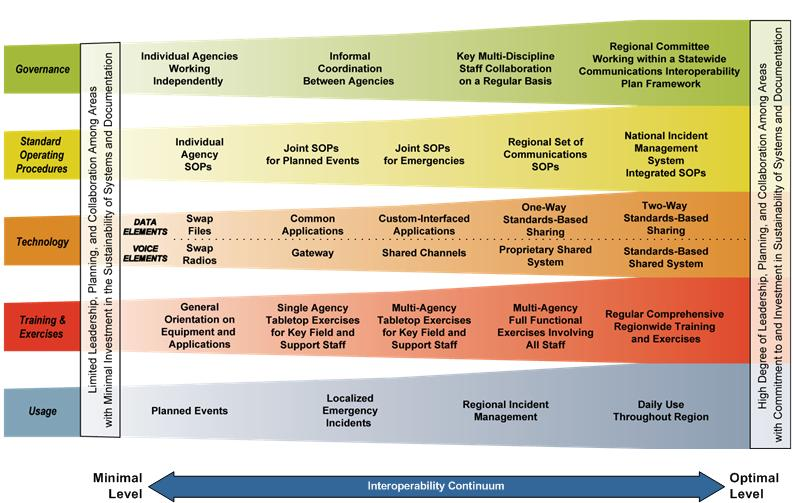 Governance
Individual Agencies
Working
Independently
Informal
Coordination
Between Agencies
Key Multi-Discipline
Staff Collaboration
on a Regular Basis
Regional Committee
Working within a Statewide
Communications Interoperability
Plan Framework
Standard
Operating
Procedures
Individual
Agency
SOPs
Joint SOPs
for Planned Events
Joint SOPs
for Emergencies
Regional Set of
Communications
SOPs
National Incident
Management
System
Integrated SOPs
Technology
DATA
ELEMENTS
Swap
Files
Common
Applications
Custom-Interfaced
Applications
One-Way
Standards-Based
Sharing
Two-Way
Standards-Based
Sharing
VOICE
ELEMENTS
Swap
Radios
Gateway
Shared Channels
Proprietary Shared
System
Standards-Based
Shared System
Training &
Exercises
General
Orientation on
Equipment and
Applications
Single Agency
Tabletop Exercises
for Key Field and
Support Staff
Multi-Agency
Tabletop Exercises
for Key Field and
Support Staff
Multi-Agency
Full Functional
Exercises Involving
All Staff
Regular Comprehensive
Regionwide Training
and Exercises
Usage
Planned Events
Localized
Emergency
Incidents
Regional Incident
Management
Daily Use
Throughout Region
Limited Leadership, Planning, and Collaboration Among Areas
with Minimal Investment in the Sustainability of Systems and Documentation
High Degree of Leadership, Planning, and Collaboration Among Areas
with Commitment to and Investment in Sustainability of Systems and Documentation
Minimal
Level
Interoperability Continuum
Optimal
Level